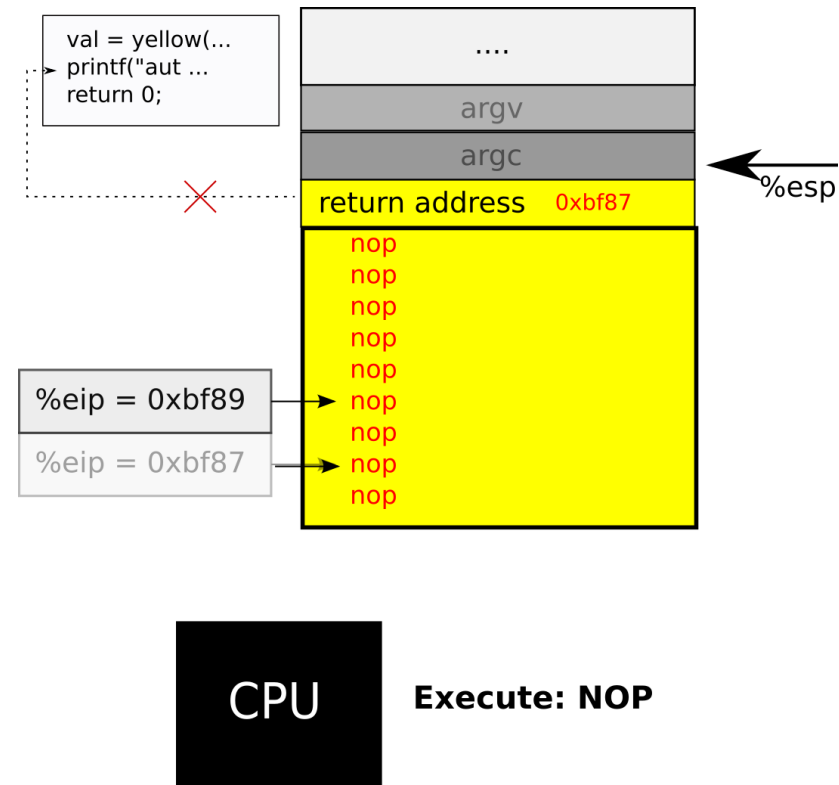 val = yellow(...
printf("aut ...
return 0;
....
argv
argc
%esp
return address 0xbf87
nop
nop
nop
nop
nop
%eip = 0xbf89
nop
nop
%eip = 0xbf87
nop
nop
CPU
Execute: NOP